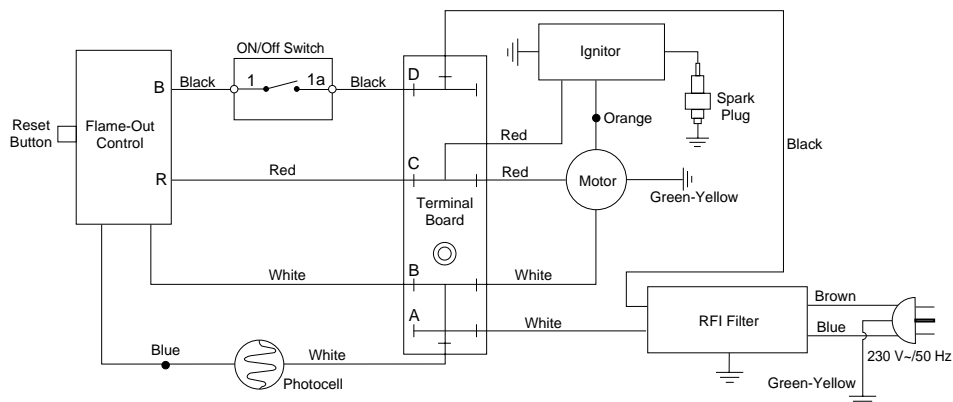 ON/Off Switch
Ignitor
B
Black
1
1a
Black
D
Reset
Button
Flame-Out
Control
Spark
Plug
Orange
Red
Black
R
Red
C
Red
Motor
Green-Yellow
Terminal
Board
White
B
White
A
White
RFI Filter
Brown
Blue
230 V~/50 Hz
Blue
White
Photocell
Green-Yellow